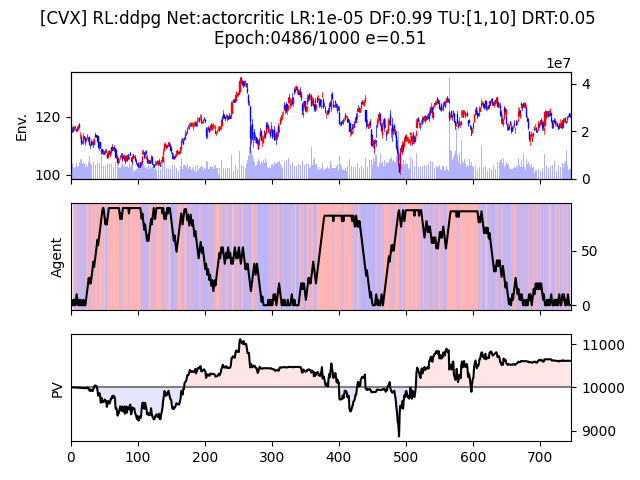 [CVX] RL:ddpg Net:actorcritic LR:1e-05 DF:0.99 TU:[1,10] DRT:0.05
Epoch:0486/1000 e=0.51
1e7
Env.
120
100
4
2
0
Agent
50
0
PV
11000
10000
9000
0 100 200 300 400 500 600 700